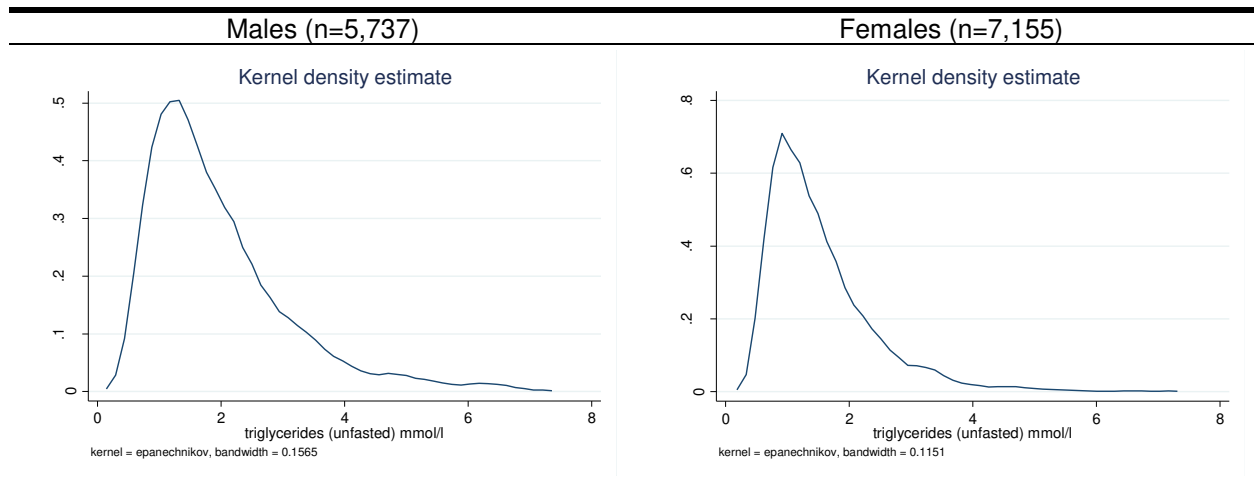 Males (n=5,737)
Females (n=7,155)
Kernel density estimate
.5
.4
.3
.2
.1
0
0 2 4 6 8
triglycerides (unfasted) mmol/l
kernel = epanechnikov, bandwidth = 0.1565
Kernel density estimate
.8
.6
.4
.2
0
0 2 4 6 8
triglycerides (unfasted) mmol/l
kernel = epanechnikov, bandwidth = 0.1151